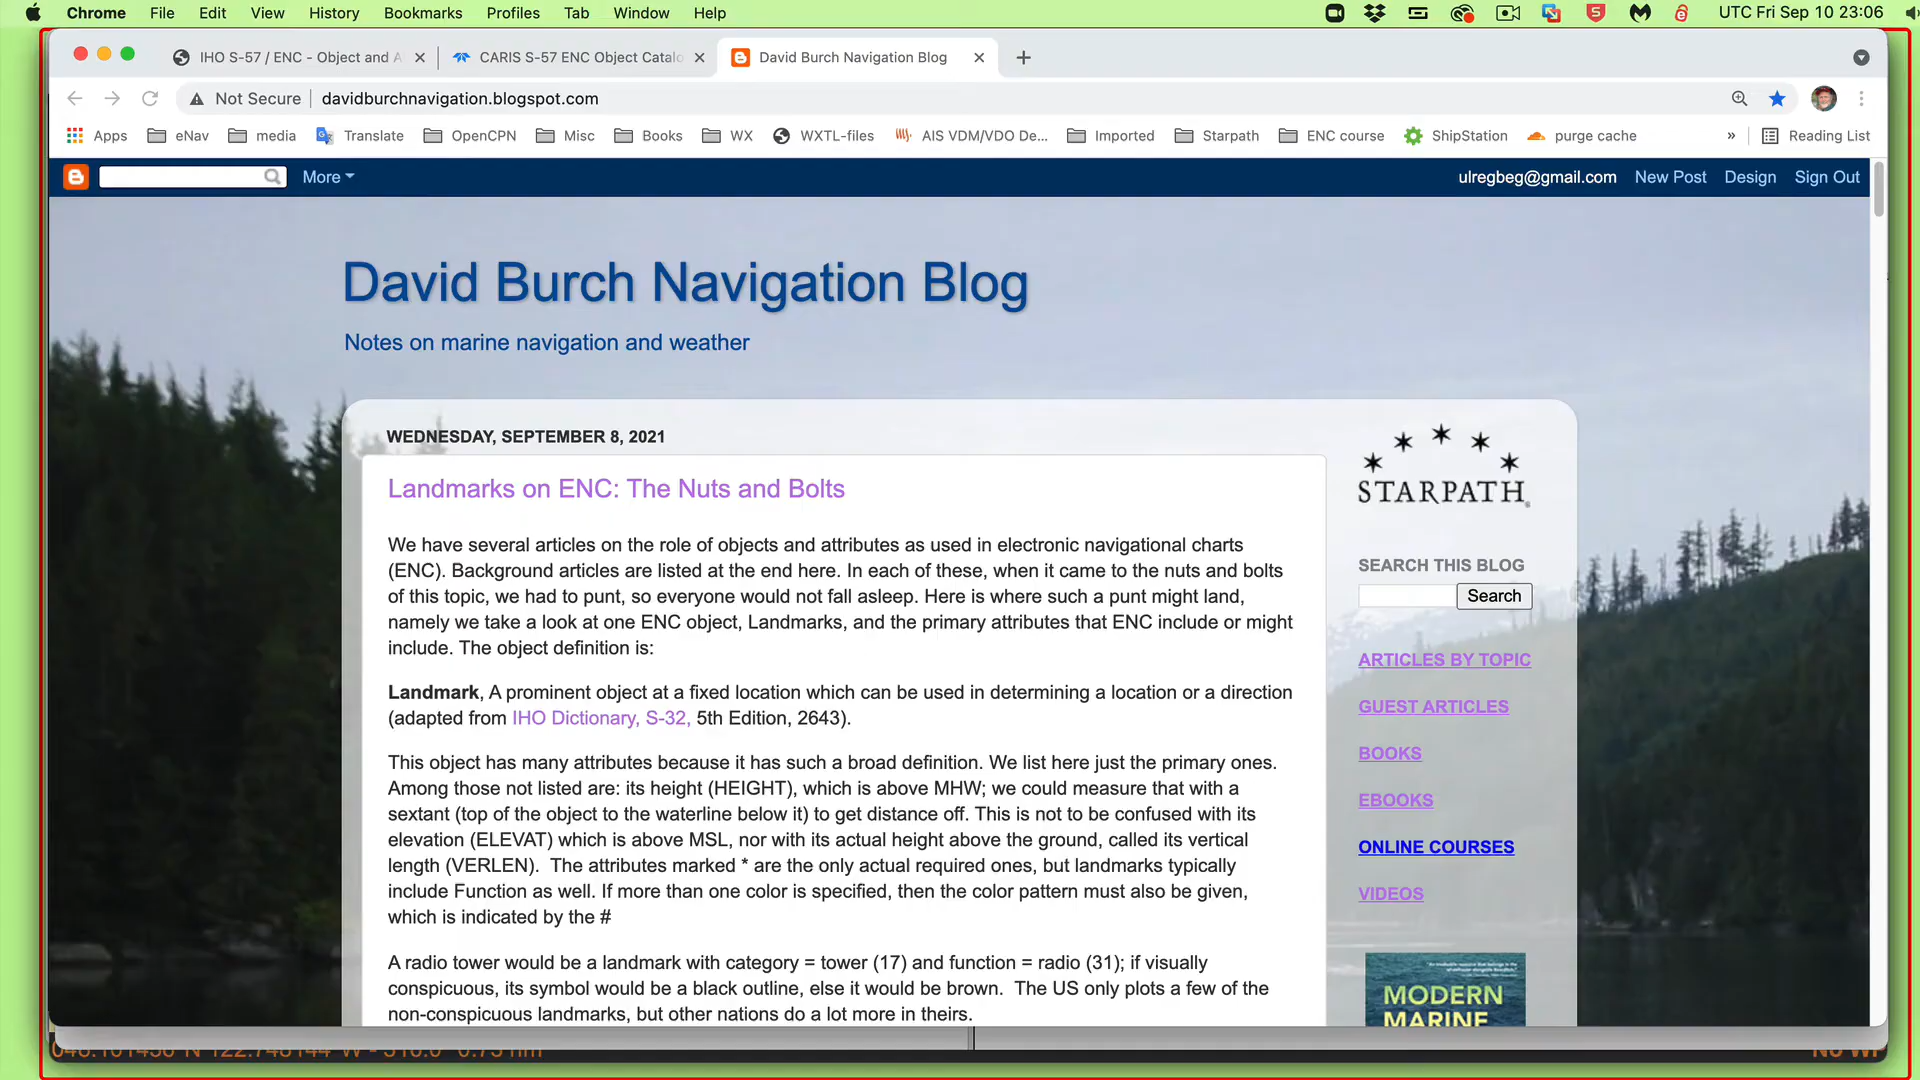 Chrome File Edit View History Bookmarks Profiles Tab Window Help UTC Fri Sep 10 23:06
IHO S-57 / ENC - Object and A CARIS S-57 ENC Object Catalo David Burch Navigation Blog
Not Secure davidburchnavigation.blogspot.com
Apps eNav media Translate OpenCPN Misc Books WX WXTL-files AIS VDM/VDO De... Imported Starpath ENC course ShipStation purge cache » Reading List
More ulregbeg@gmail.com New Post Design Sign Out
David Burch Navigation Blog
Notes on marine navigation and weather
WEDNESDAY, SEPTEMBER 8, 2021
Landmarks on ENC: The Nuts and Bolts
We have several articles on the role of objects and attributes as used in electronic navigational charts
(ENC). Background articles are listed at the end here. In each of these, when it came to the nuts and bolts
of this topic, we had to punt, so everyone would not fall asleep. Here is where such a punt might land,
namely we take a look at one ENC object, Landmarks, and the primary attributes that ENC include or might
include. The object definition is:
Landmark, A prominent object at a fixed location which can be used in determining a location or a direction
(adapted from IHO Dictionary, S-32, 5th Edition, 2643).
This object has many attributes because it has such a broad definition. We list here just the primary ones.
Among those not listed are: its height (HEIGHT), which is above MHW; we could measure that with a
sextant (top of the object to the waterline below it) to get distance off. This is not to be confused with its
elevation (ELEVAT) which is above MSL, nor with its actual height above the ground, called its vertical
length (VERLEN). The attributes marked * are the only actual required ones, but landmarks typically
include Function as well. If more than one color is specified, then the color pattern must also be given,
which is indicated by the #
A radio tower would be a landmark with category = tower (17) and function = radio (31); if visually
conspicuous, its symbol would be a black outline, else it would be brown. The US only plots a few of the
non-conspicuous landmarks, but other nations do a lot more in theirs.
STARPATH
SEARCH THIS BLOG
Search
ARTICLES BY TOPIC
GUEST ARTICLES
BOOKS
EBOOKS
ONLINE COURSES
VIDEOS
MODERN
MARINE